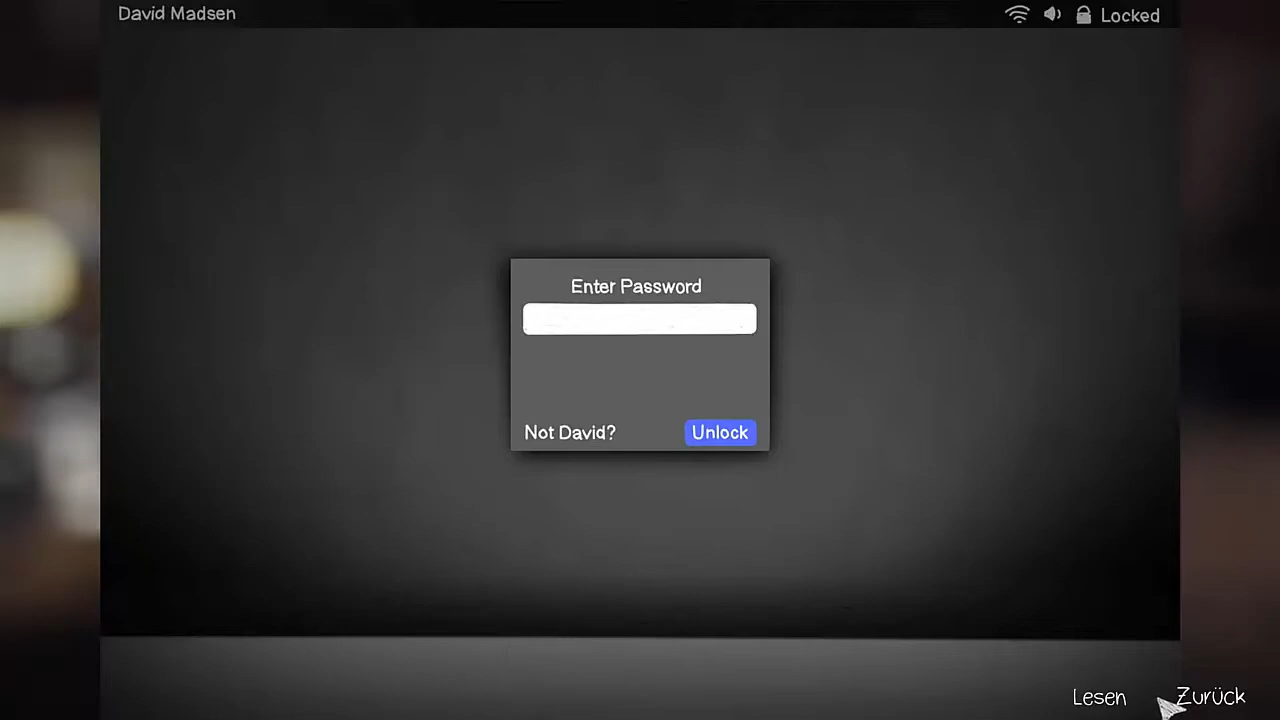 David Madsen
Locked
Enter Password
Not David?
Unlock
Lesen
Zurück